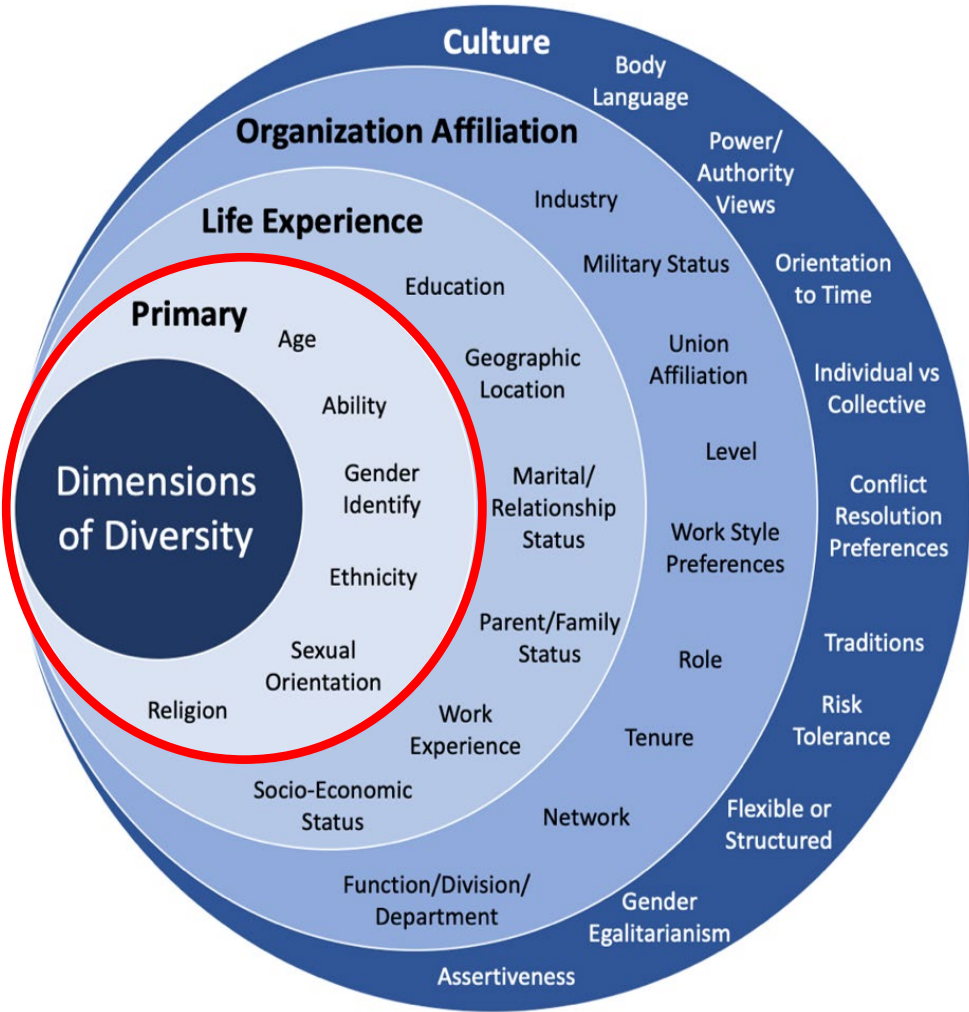 Culture
Body
Language
Power/
Authority
Views
Orientation
to Time
Individual vs
Collective
Conflict
Resolution
Preferences
Traditions
Risk
Tolerance
Flexible or
Structured
Gender
Egalitarianism
Assertiveness
Organization Affiliation
Industry
Military Status
Union
Affiliation
Level
Work Style
Preferences
Role
Tenure
Network
Function/Division/
Department
Life Experience
Education
Geographic
Location
Marital/
Relationship
Status
Parent/Family
Status
Work
Experience
Socio-Economic
Status
Primary
Age
Ability
Gender
Identify
Ethnicity
Sexual
Orientation
Religion
Dimensions
of Diversity